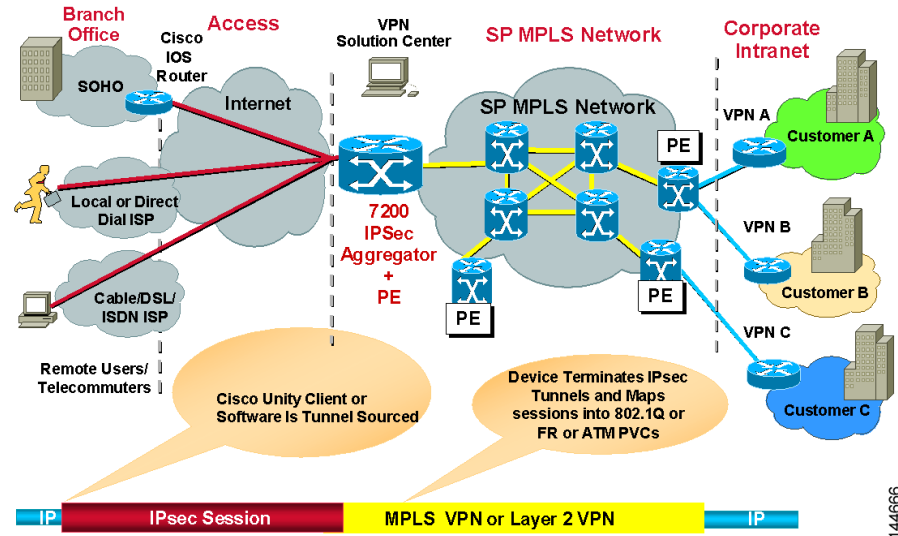 Branch
Office
Access
Cisco
IOS
Router
VPN
Solution Center
SP MPLS Network
Corporate
Intranet
SOHO
Internet
SP MPLS Network
VPN A
Customer A
PE
Local or Direct
Dial ISP
7200
IPSec
Aggregator
+
PE
VPN B
Customer B
PE
PE
Cable/DSL/
ISDN ISP
VPN C
Customer C
Remote Users/
Telecommuters
Cisco Unity Client or
Software Is Tunnel Sourced
Device Terminates IPsec
Tunnels and Maps
sessions into 802.1Q or
FR or ATM PVCs
IP
IPsec Session
MPLS VPN or Layer 2 VPN
IP
144666